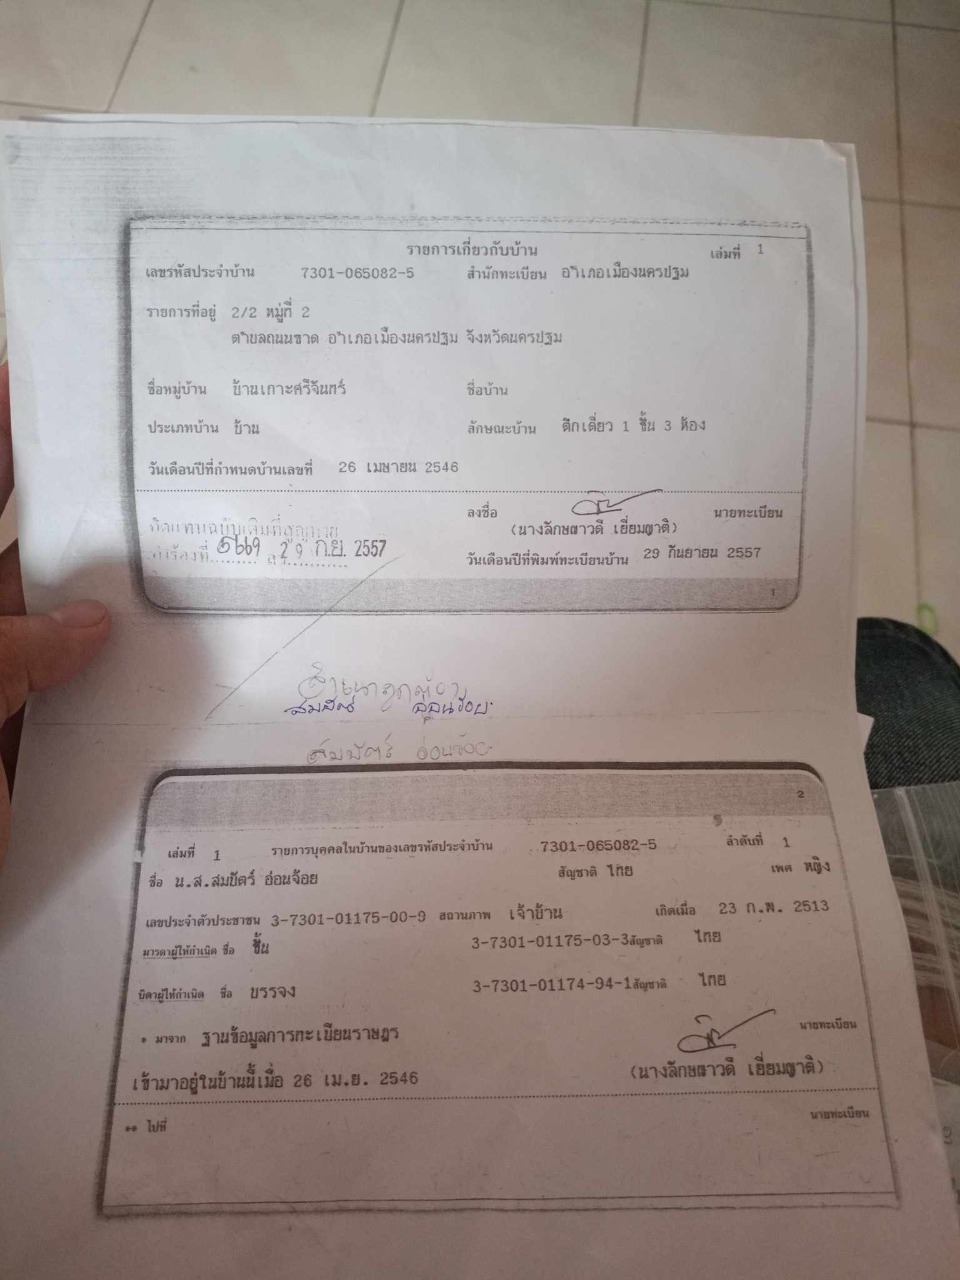 รายการเกี่ยวกับบ้าน เล่มที่ 1
เลขรหัสประจำบ้าน 7301-065082-5 สำนักทะเบียน อำเภอเมืองนครปฐม
รายการที่อยู่ 2/2 หมู่ที่ 2
ตำบลถนนขาด อำเภอเมืองนครปฐม จังหวัดนครปฐม
ชื่อหมู่บ้าน บ้านเกาะศรีจันทร์ ชื่อบ้าน
ประเภทบ้าน บ้าน ลักษณะบ้าน ตึกเดี่ยว 1 ชั้น 3 ห้อง
วันเดือนปีที่กำหนดบ้านเลขที่ 26 เมษายน 2546
ลงชื่อ นายทะเบียน
(นางลักษณาวดี เยี่ยมญาติ)
วันเดือนปีที่พิมพ์ทะเบียนบ้าน 29 กันยายน 2557
29 ก.ย. 2557
1
สำเนาถูกต้อง
สมบัตร์ อ่อนจ้อย
สมบัตร์ อ่อนจ้อย
2
เล่มที่ 1 รายการบุคคลในบ้านของเลขรหัสประจำบ้าน 7301-065082-5 ลำดับที่ 1
ชื่อ น.ส.สมบัตร์ อ่อนจ้อย สัญชาติ ไทย เพศ หญิง
เลขประจำตัวประชาชน 3-7301-01175-00-9 สถานภาพ เจ้าบ้าน เกิดเมื่อ 23 ก.พ. 2513
มารดาผู้ให้กำเนิด ชื่อ ชั้น 3-7301-01175-03-3 สัญชาติ ไทย
บิดาผู้ให้กำเนิด ชื่อ บรรจง 3-7301-01174-94-1 สัญชาติ ไทย
* มาจาก ฐานข้อมูลการทะเบียนราษฎร นายทะเบียน
เข้ามาอยู่ในบ้านนี้เมื่อ 26 เม.ย. 2546 (นางลักษณาวดี เยี่ยมญาติ)
** ไปที่ นายทะเบียน